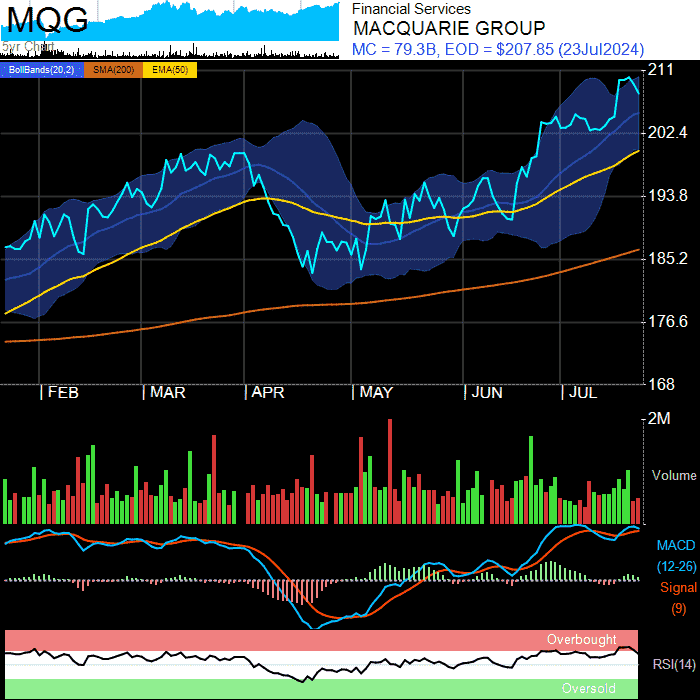 MQG
5yr Chart
Financial Services
MACQUARIE GROUP
MC = 79.3B, EOD = $207.85 (23Jul2024)
BollBands(20,2) SMA(200) EMA(50)
211
202.4
193.8
185.2
176.6
168
FEB MAR APR MAY JUN JUL
2M
Volume
MACD
(12-26)
Signal
(9)
Overbought
RSI(14)
Oversold